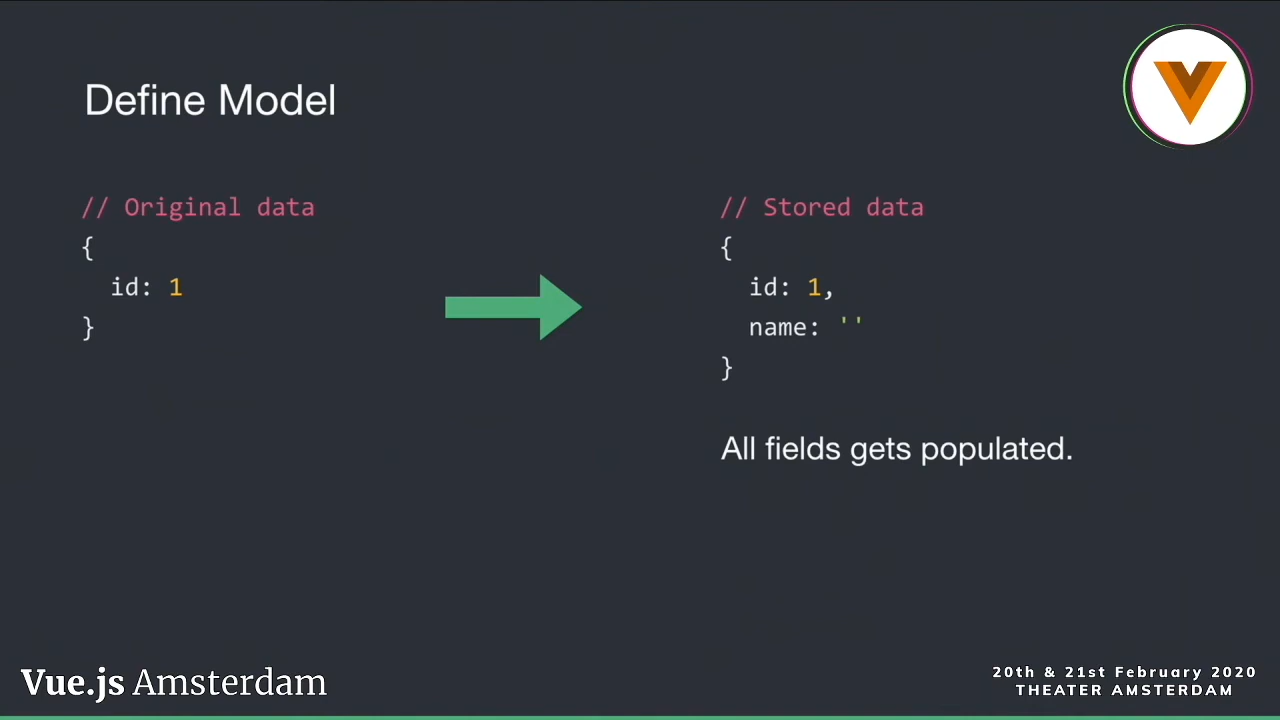 Define Model
// Original data
{
  id: 1
}
// Stored data
{
  id: 1,
  name: ''
}
All fields gets populated.
Vue.js Amsterdam
20th & 21st February 2020
THEATER AMSTERDAM